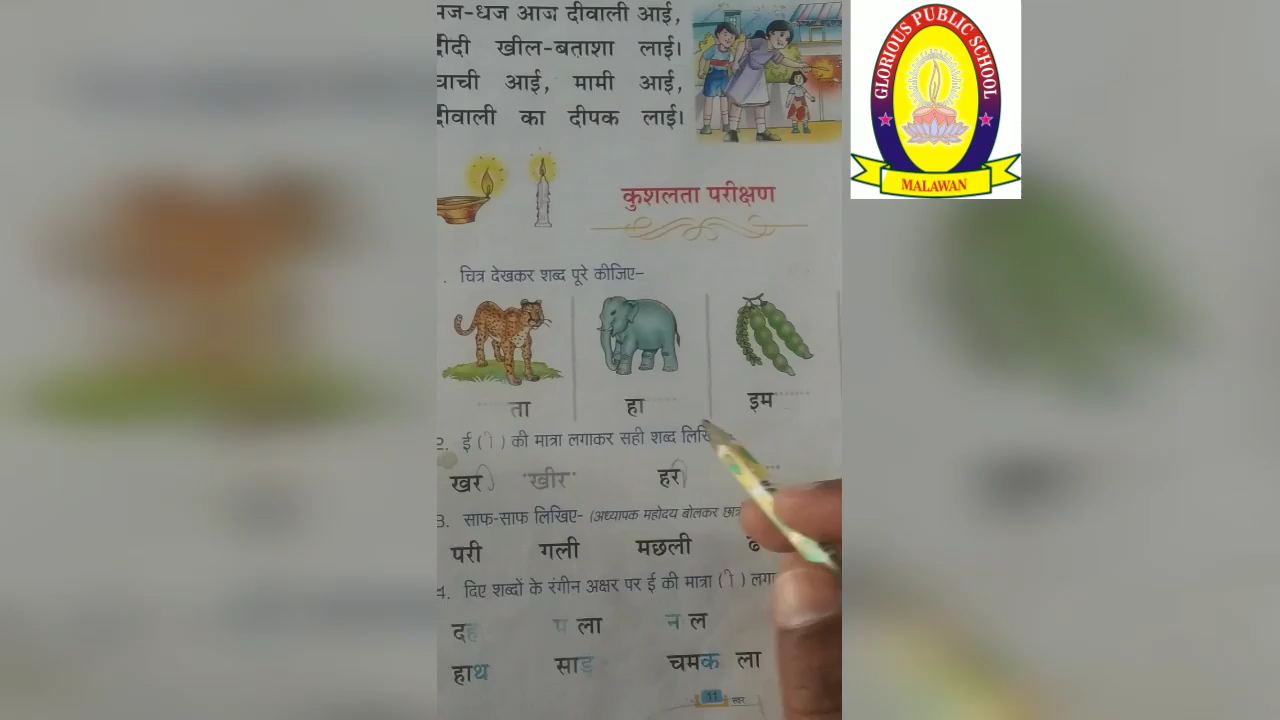 सज-धज आज दीवाली आई,
दीदी खील-बताशा लाई।
चाची आई, मामी आई,
दीवाली का दीपक लाई।
कुशलता परीक्षण
. चित्र देखकर शब्द पूरे कीजिए-
ता हा इम
2. ई ( ी ) की मात्रा लगाकर सही शब्द
खर खीर हर
3. साफ-साफ लिखिए- (अध्यापक महोदय बोलकर
परी गली मछली
4. दिए शब्दों के रंगीन अक्षर पर ई की मात्रा ( ी )
दह पला नल
हाथ साड़ चमकला
11
GLORIOUS PUBLIC SCHOOL
MALAWAN